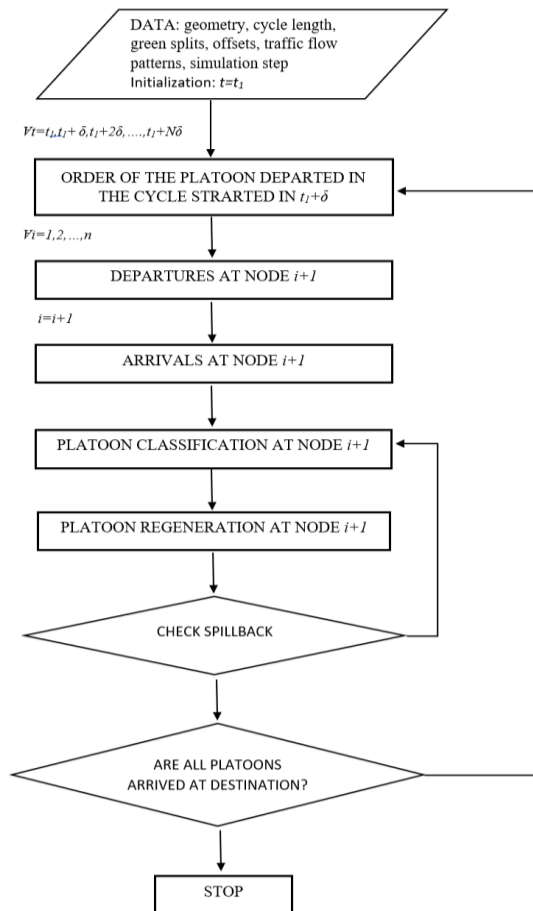 DATA: geometry, cycle length,
green splits, offsets, traffic flow
patterns, simulation step
Initialization: t=t₁
∀t=t₁,t₁+ δ,t₁+2δ,….,t₁+Nδ
ORDER OF THE PLATOON DEPARTED IN
THE CYCLE STRARTED IN t₁+δ
∀i=1,2,…,n
DEPARTURES AT NODE i+1
i=i+1
ARRIVALS AT NODE i+1
PLATOON CLASSIFICATION AT NODE i+1
PLATOON REGENERATION AT NODE i+1
CHECK SPILLBACK
ARE ALL PLATOONS
ARRIVED AT DESTINATION?
STOP